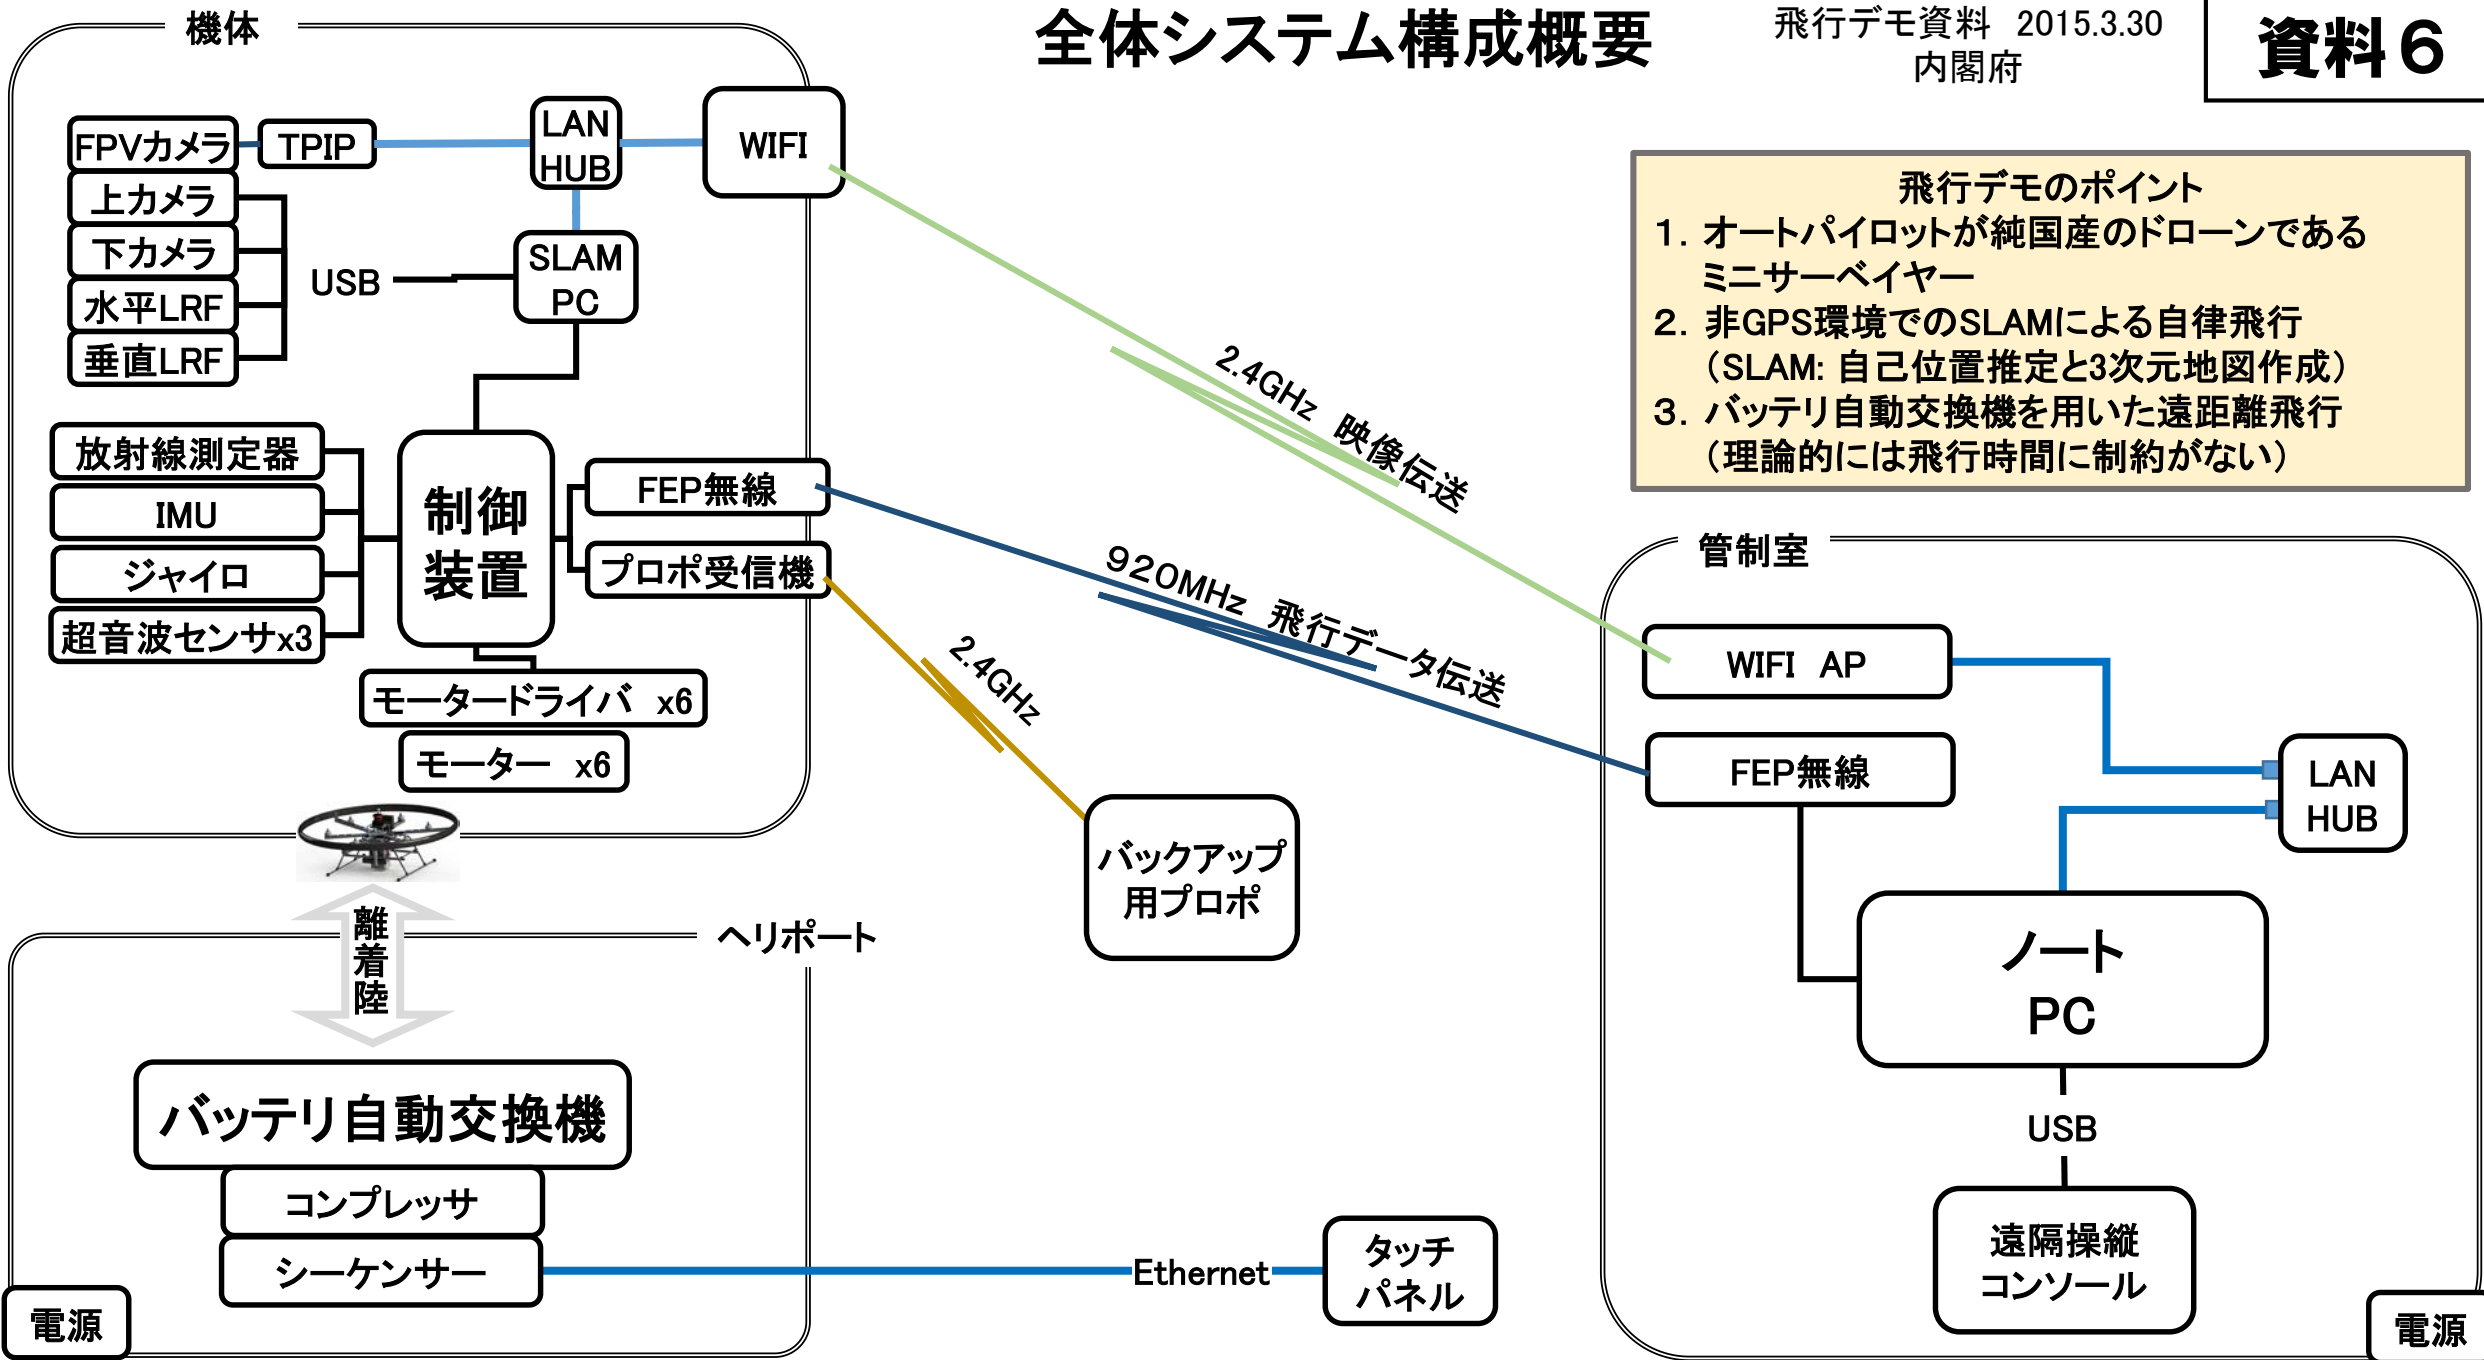 全体システム構成概要
飛行デモ資料 2015.3.30
内閣府
資料６
機体
FPVカメラ
TPIP
LAN
HUB
WIFI
上カメラ
下カメラ
水平LRF
垂直LRF
USB
SLAM
PC
放射線測定器
IMU
ジャイロ
超音波センサx3
制御
装置
FEP無線
プロポ受信機
モータードライバ x6
モーター x6
2.4GHz 映像伝送
920MHz 飛行データ伝送
2.4GHz
飛行デモのポイント
１．オートパイロットが純国産のドローンである
ミニサーベイヤー
２．非GPS環境でのSLAMによる自律飛行
（SLAM: 自己位置推定と3次元地図作成）
３．バッテリ自動交換機を用いた遠距離飛行
（理論的には飛行時間に制約がない）
管制室
WIFI AP
FEP無線
LAN
HUB
ノート
PC
USB
遠隔操縦
コンソール
電源
バックアップ
用プロポ
離着陸
ヘリポート
バッテリ自動交換機
コンプレッサ
シーケンサー
電源
Ethernet
タッチ
パネル